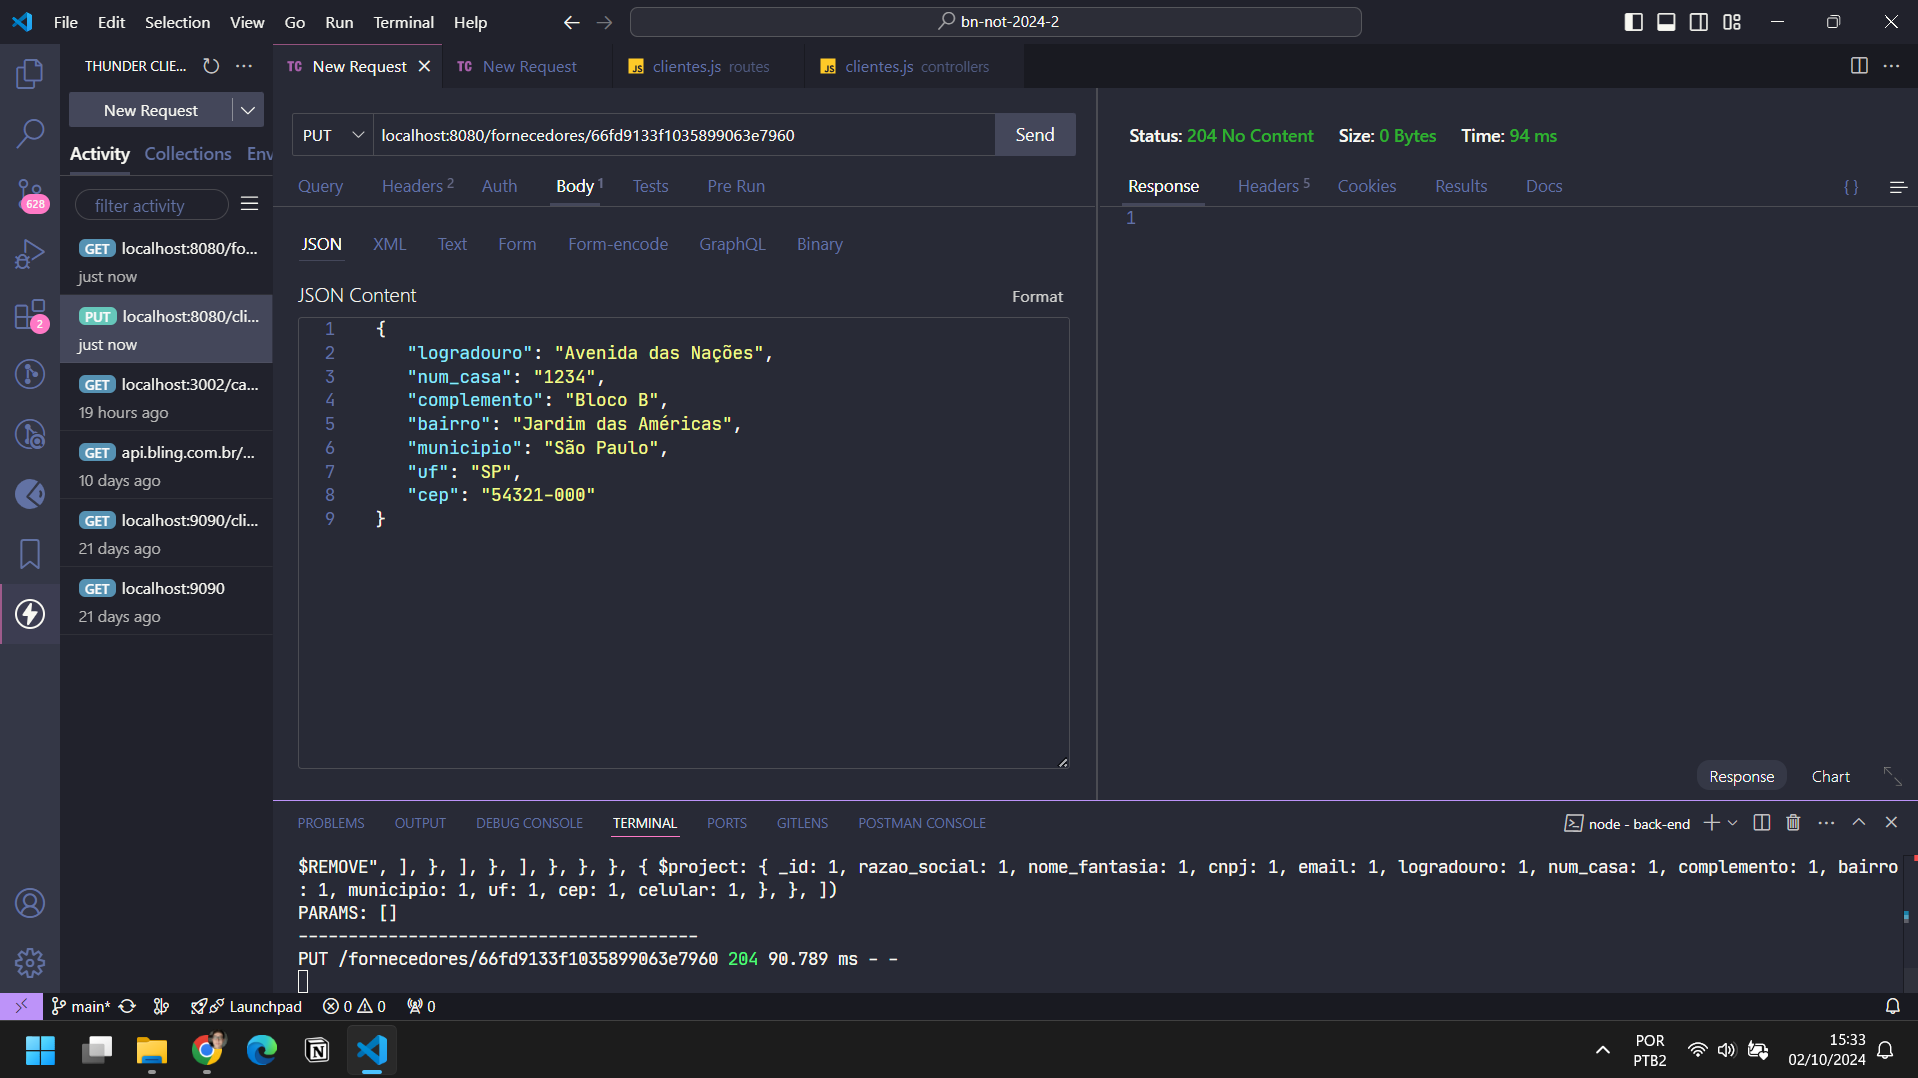 File Edit Selection View Go Run Terminal Help
bn-not-2024-2
THUNDER CLIE...
New Request
Activity Collections Env
filter activity
GET localhost:8080/fo...
just now
PUT localhost:8080/cli...
just now
GET localhost:3002/ca...
19 hours ago
GET api.bling.com.br/...
10 days ago
GET localhost:9090/cli...
21 days ago
GET localhost:9090
21 days ago
628
2
TC New Request
TC New Request
JS clientes.js routes
JS clientes.js controllers
PUT localhost:8080/fornecedores/66fd9133f1035899063e7960 Send
Query Headers 2 Auth Body 1 Tests Pre Run
JSON XML Text Form Form-encode GraphQL Binary
JSON Content Format
1 {
2 "logradouro": "Avenida das Nações",
3 "num_casa": "1234",
4 "complemento": "Bloco B",
5 "bairro": "Jardim das Américas",
6 "municipio": "São Paulo",
7 "uf": "SP",
8 "cep": "54321-000"
9 }
Status: 204 No Content Size: 0 Bytes Time: 94 ms
Response Headers 5 Cookies Results Docs { }
1
Response Chart
PROBLEMS OUTPUT DEBUG CONSOLE TERMINAL PORTS GITLENS POSTMAN CONSOLE
node - back-end
$REMOVE", ], }, ], }, ], }, }, }, { $project: { _id: 1, razao_social: 1, nome_fantasia: 1, cnpj: 1, email: 1, logradouro: 1, num_casa: 1, complemento: 1, bairro
: 1, municipio: 1, uf: 1, cep: 1, celular: 1, }, }, ])
PARAMS: []
----------------------------------------
PUT /fornecedores/66fd9133f1035899063e7960 204 90.789 ms - -
main* Launchpad 0 0 0
POR
PTB2
15:33
02/10/2024